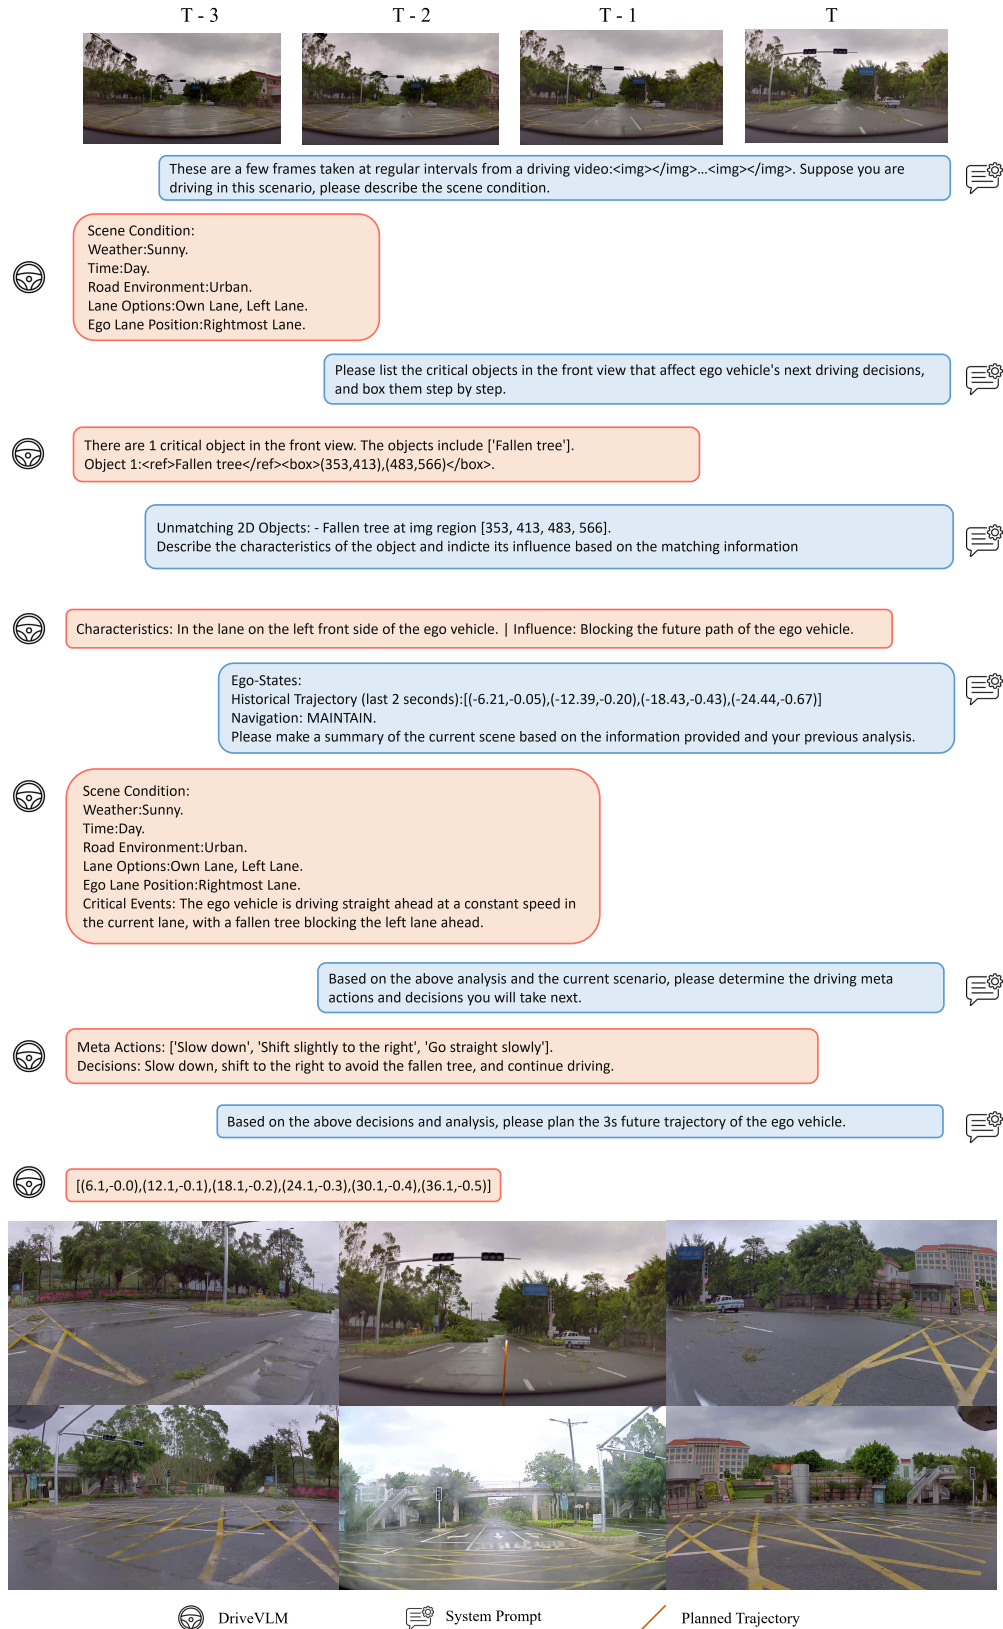 T - 3
T - 2
T - 1
T
These are a few frames taken at regular intervals from a driving video:<img></img>...<img></img>. Suppose you are
driving in this scenario, please describe the scene condition.
Scene Condition:
Weather:Sunny.
Time:Day.
Road Environment:Urban.
Lane Options:Own Lane, Left Lane.
Ego Lane Position:Rightmost Lane.
Please list the critical objects in the front view that affect ego vehicle's next driving decisions,
and box them step by step.
There are 1 critical object in the front view. The objects include ['Fallen tree'].
Object 1:<ref>Fallen tree</ref><box>(353,413),(483,566)</box>.
Unmatching 2D Objects: - Fallen tree at img region [353, 413, 483, 566].
Describe the characteristics of the object and indicte its influence based on the matching information
Characteristics: In the lane on the left front side of the ego vehicle. | Influence: Blocking the future path of the ego vehicle.
Ego-States:
Historical Trajectory (last 2 seconds):[(-6.21,-0.05),(-12.39,-0.20),(-18.43,-0.43),(-24.44,-0.67)]
Navigation: MAINTAIN.
Please make a summary of the current scene based on the information provided and your previous analysis.
Scene Condition:
Weather:Sunny.
Time:Day.
Road Environment:Urban.
Lane Options:Own Lane, Left Lane.
Ego Lane Position:Rightmost Lane.
Critical Events: The ego vehicle is driving straight ahead at a constant speed in
the current lane, with a fallen tree blocking the left lane ahead.
Based on the above analysis and the current scenario, please determine the driving meta
actions and decisions you will take next.
Meta Actions: ['Slow down', 'Shift slightly to the right', 'Go straight slowly'].
Decisions: Slow down, shift to the right to avoid the fallen tree, and continue driving.
Based on the above decisions and analysis, please plan the 3s future trajectory of the ego vehicle.
[(6.1,-0.0),(12.1,-0.1),(18.1,-0.2),(24.1,-0.3),(30.1,-0.4),(36.1,-0.5)]
DriveVLM
System Prompt
Planned Trajectory